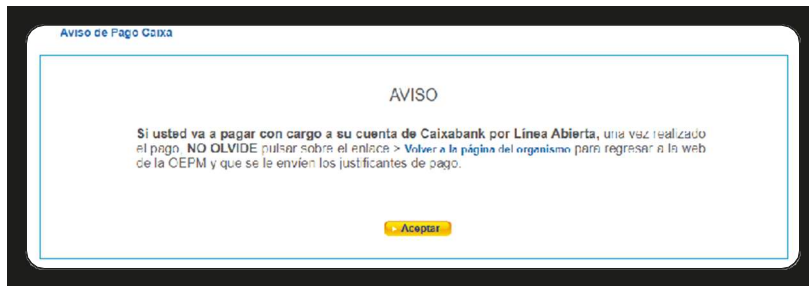 Aviso de Pago Caixa
AVISO
Si usted va a pagar con cargo a su cuenta de Caixabank por Línea Abierta, una vez realizado
el pago, NO OLVIDE pulsar sobre el enlace > Volver a la página del organismo para regresar a la web
de la OEPM y que se le envíen los justificantes de pago.
Aceptar